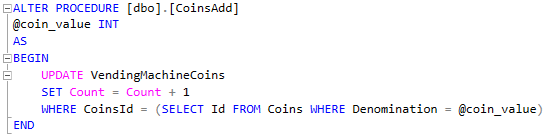 ALTER PROCEDURE [dbo].[CoinsAdd]
@coin_value INT
AS
BEGIN
UPDATE VendingMachineCoins
SET Count = Count + 1
WHERE CoinsId = (SELECT Id FROM Coins WHERE Denomination = @coin_value)
END